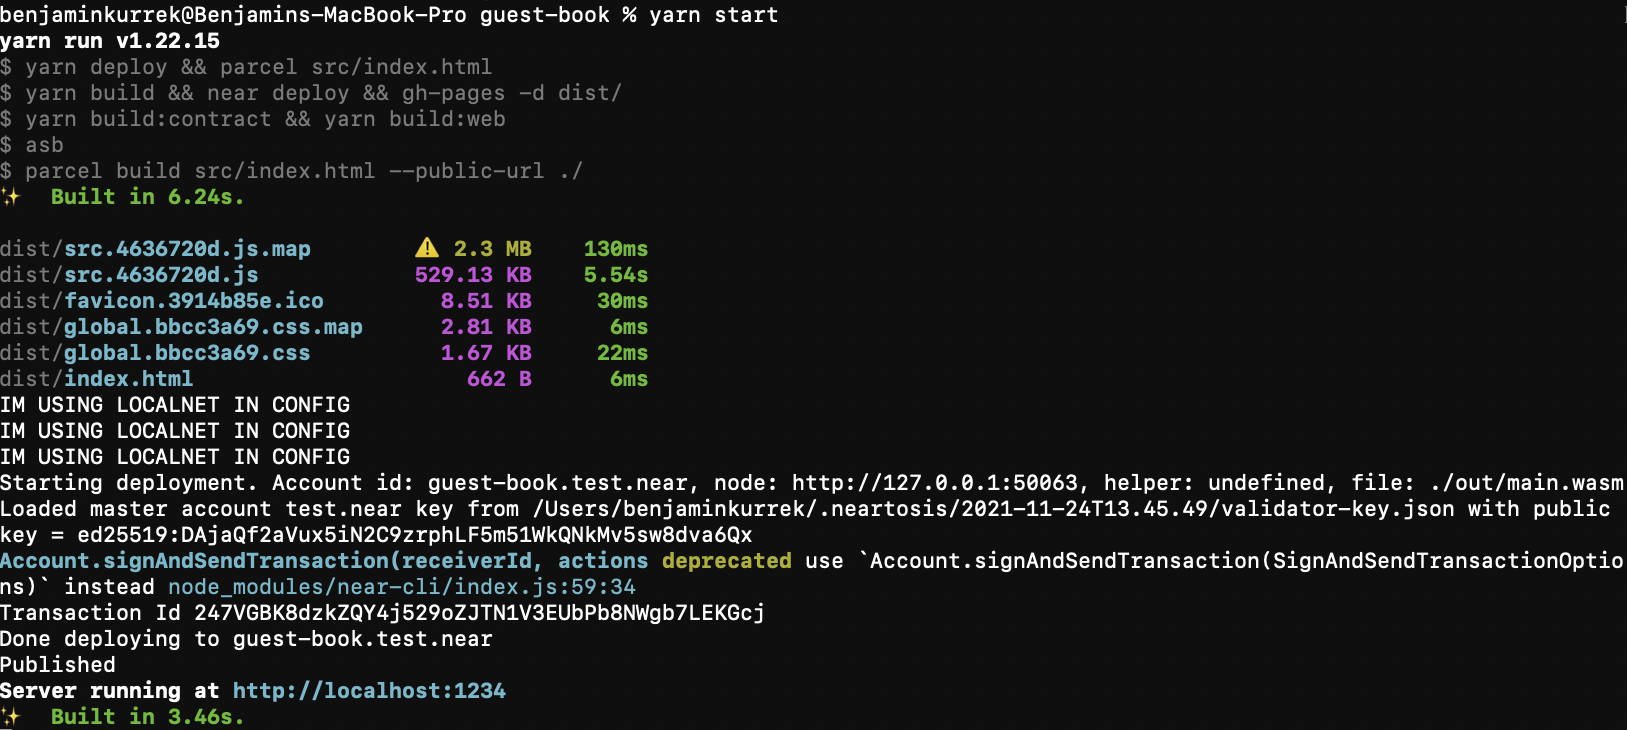 benjaminkurrek@Benjamins-MacBook-Pro guest-book % yarn start
yarn run v1.22.15
$ yarn deploy && parcel src/index.html
$ yarn build && near deploy && gh-pages -d dist/
$ yarn build:contract && yarn build:web
$ asb
$ parcel build src/index.html --public-url ./
✨ Built in 6.24s.
dist/src.4636720d.js.map ⚠️ 2.3 MB 130ms
dist/src.4636720d.js 529.13 KB 5.54s
dist/favicon.3914b85e.ico 8.51 KB 30ms
dist/global.bbcc3a69.css.map 2.81 KB 6ms
dist/global.bbcc3a69.css 1.67 KB 22ms
dist/index.html 662 B 6ms
IM USING LOCALNET IN CONFIG
IM USING LOCALNET IN CONFIG
IM USING LOCALNET IN CONFIG
Starting deployment. Account id: guest-book.test.near, node: http://127.0.0.1:50063, helper: undefined, file: ./out/main.wasm
Loaded master account test.near key from /Users/benjaminkurrek/.neartosis/2021-11-24T13.45.49/validator-key.json with public
key = ed25519:DAjaQf2aVux5iN2C9zrphLF5m51WkQNkMv5sw8dva6Qx
Account.signAndSendTransaction(receiverId, actions deprecated use `Account.signAndSendTransaction(SignAndSendTransactionOptio
ns)` instead node_modules/near-cli/index.js:59:34
Transaction Id 247VGBK8dzkZQY4j529oZJTN1V3EUbPb8NWgb7LEKGcj
Done deploying to guest-book.test.near
Published
Server running at http://localhost:1234
✨ Built in 3.46s.